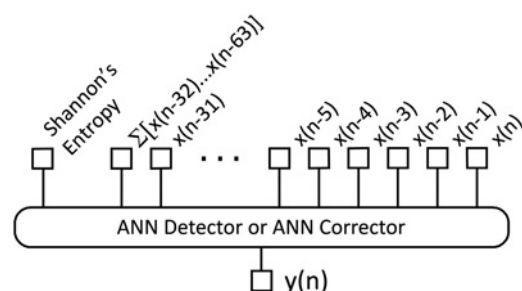 Shannon's
Entropy
Σ[x(n-32)...x(n-63)]
x(n-31)
...
x(n-5)
x(n-4)
x(n-3)
x(n-2)
x(n-1)
x(n)
ANN Detector or ANN Corrector
y(n)